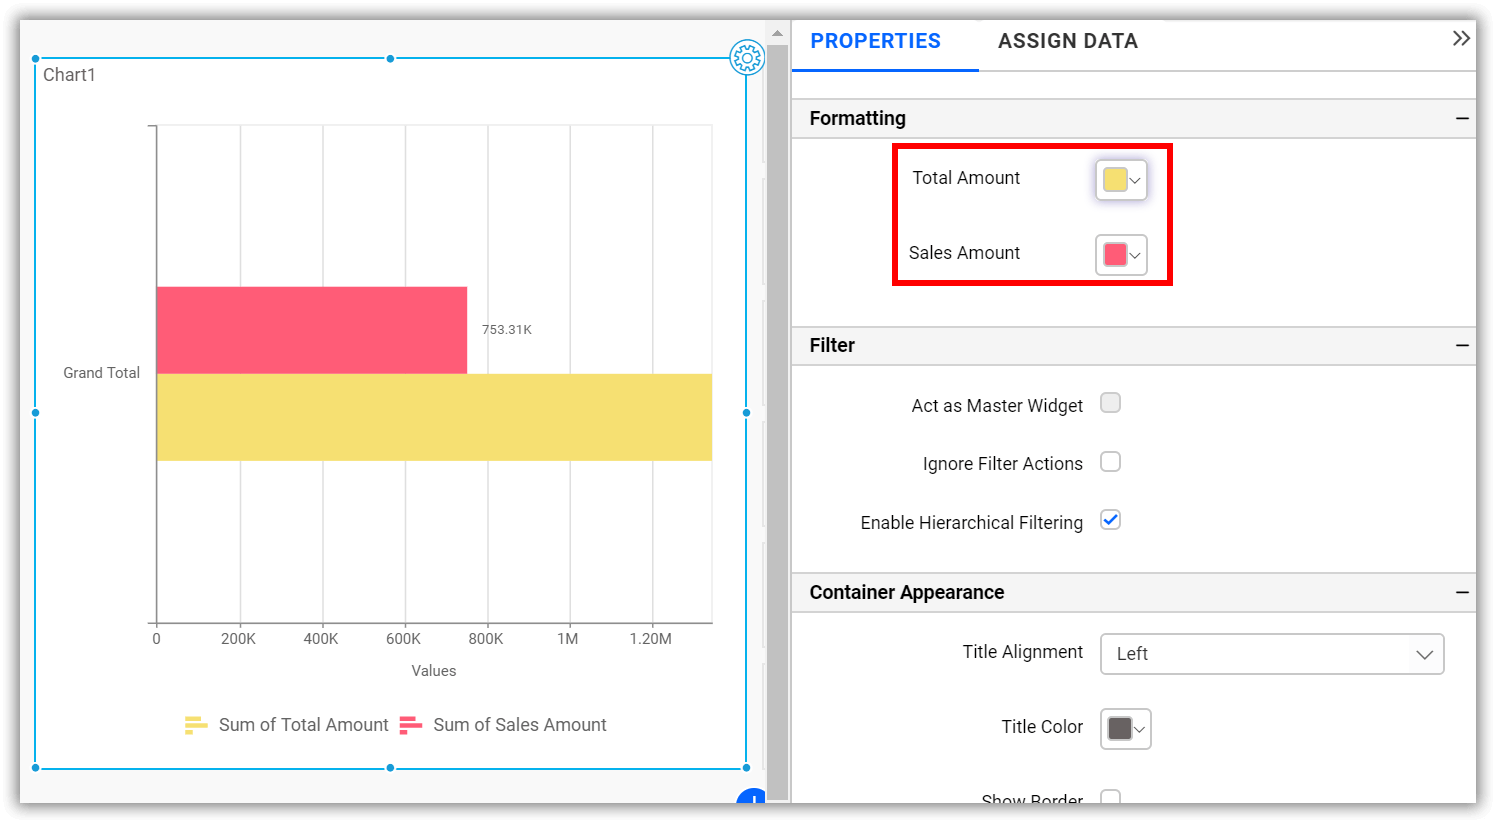 Chart1
753.31K
Grand Total
0 200K 400K 600K 800K 1M 1.20M
Values
Sum of Total Amount Sum of Sales Amount
PROPERTIES ASSIGN DATA
Formatting
Total Amount
Sales Amount
Filter
Act as Master Widget
Ignore Filter Actions
Enable Hierarchical Filtering
Container Appearance
Title Alignment Left
Title Color
Show Border